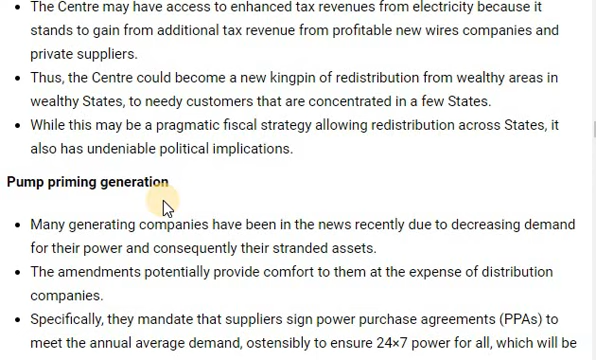 • The Centre may have access to enhanced tax revenues from electricity because it
stands to gain from additional tax revenue from profitable new wires companies and
private suppliers.
• Thus, the Centre could become a new kingpin of redistribution from wealthy areas in
wealthy States, to needy customers that are concentrated in a few States.
• While this may be a pragmatic fiscal strategy allowing redistribution across States, it
also has undeniable political implications.
Pump priming generation
• Many generating companies have been in the news recently due to decreasing demand
for their power and consequently their stranded assets.
• The amendments potentially provide comfort to them at the expense of distribution
companies.
• Specifically, they mandate that suppliers sign power purchase agreements (PPAs) to
meet the annual average demand, ostensibly to ensure 24×7 power for all, which will be